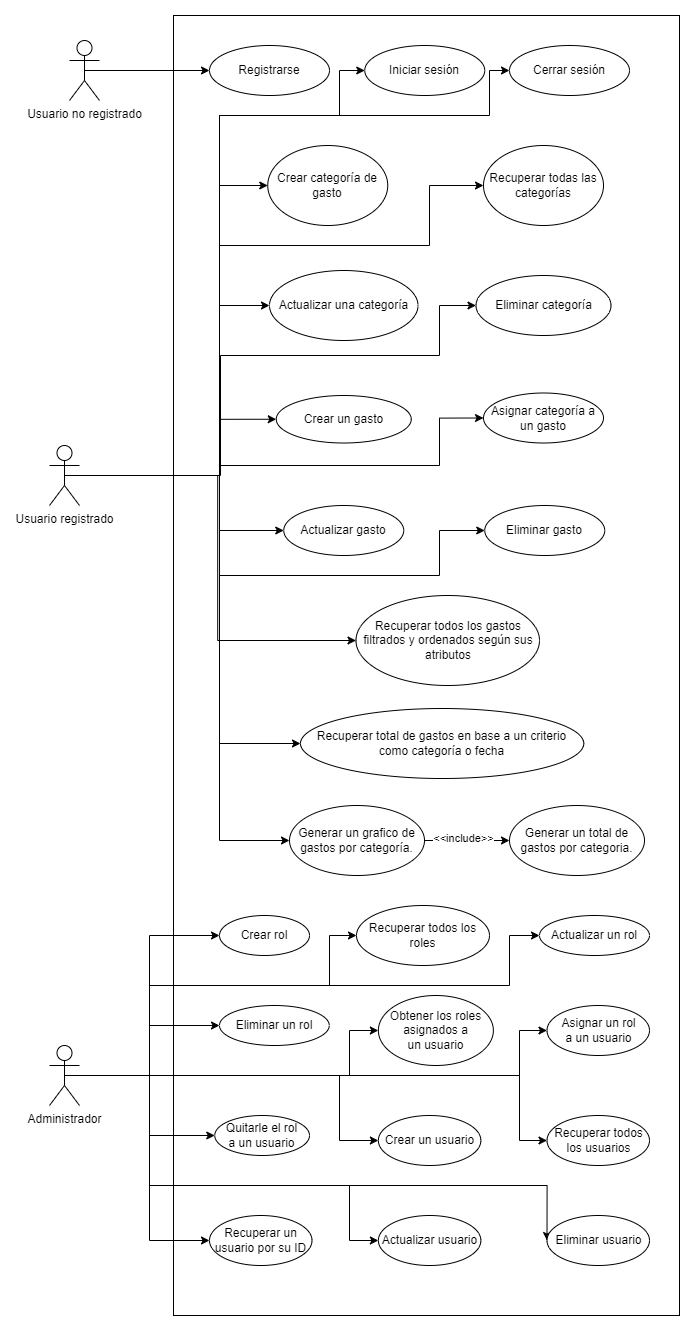 Registrarse
Iniciar sesión
Cerrar sesión
Usuario no registrado
Crear categoría de
gasto
Recuperar todas las
categorías
Actualizar una categoría
Eliminar categoría
Crear un gasto
Asignar categoría a
un gasto
Usuario registrado
Actualizar gasto
Eliminar gasto
Recuperar todos los gastos
filtrados y ordenados según sus
atributos
Recuperar total de gastos en base a un criterio
como categoría o fecha
Generar un grafico de
gastos por categoría.
<<include>>
Generar un total de
gastos por categoria.
Crear rol
Recuperar todos los
roles
Actualizar un rol
Eliminar un rol
Obtener los roles
asignados a
un usuario
Asignar un rol
a un usuario
Administrador
Quitarle el rol
a un usuario
Crear un usuario
Recuperar todos
los usuarios
Recuperar un
usuario por su ID
Actualizar usuario
Eliminar usuario